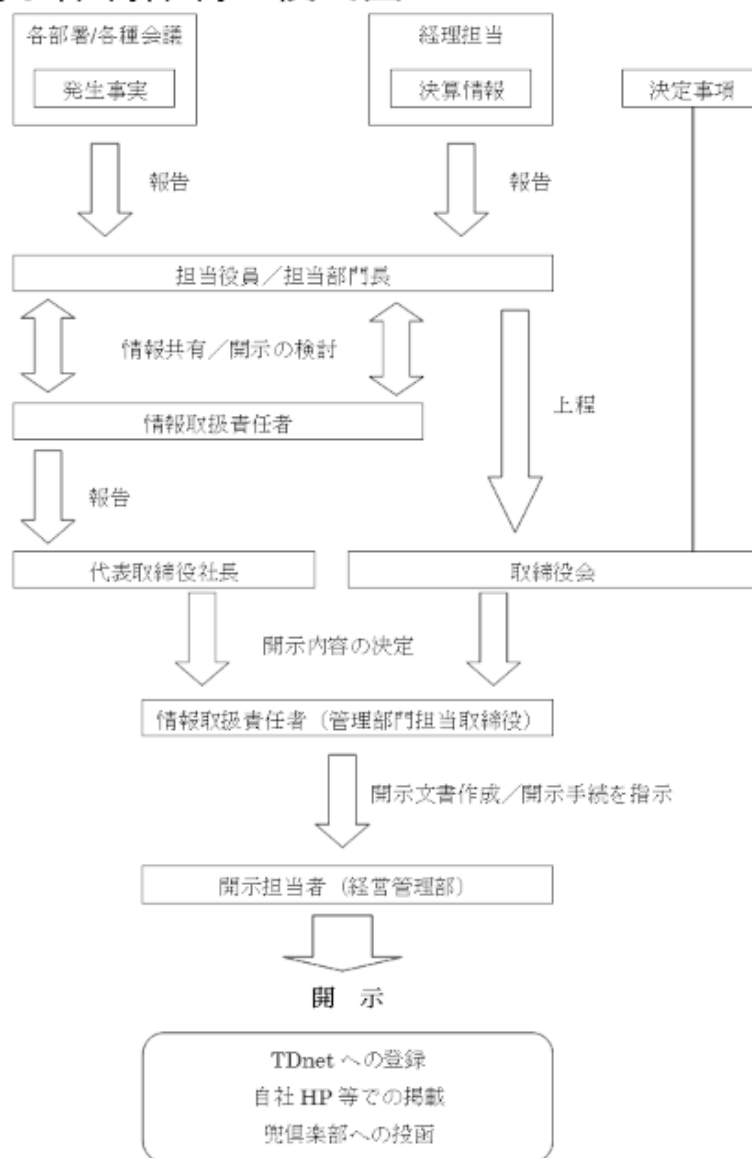 各部署/各種会議
経理担当
発生事実
決算情報
決定事項
報告
報告
担当役員／担当部門長
情報共有／開示の検討
上程
情報取扱責任者
報告
代表取締役社長
取締役会
開示内容の決定
情報取扱責任者（管理部門担当取締役）
開示文書作成／開示手続を指示
開示担当者（経営管理部）
開 示
TDnet への登録
自社 HP 等での掲載
兜倶楽部への投函